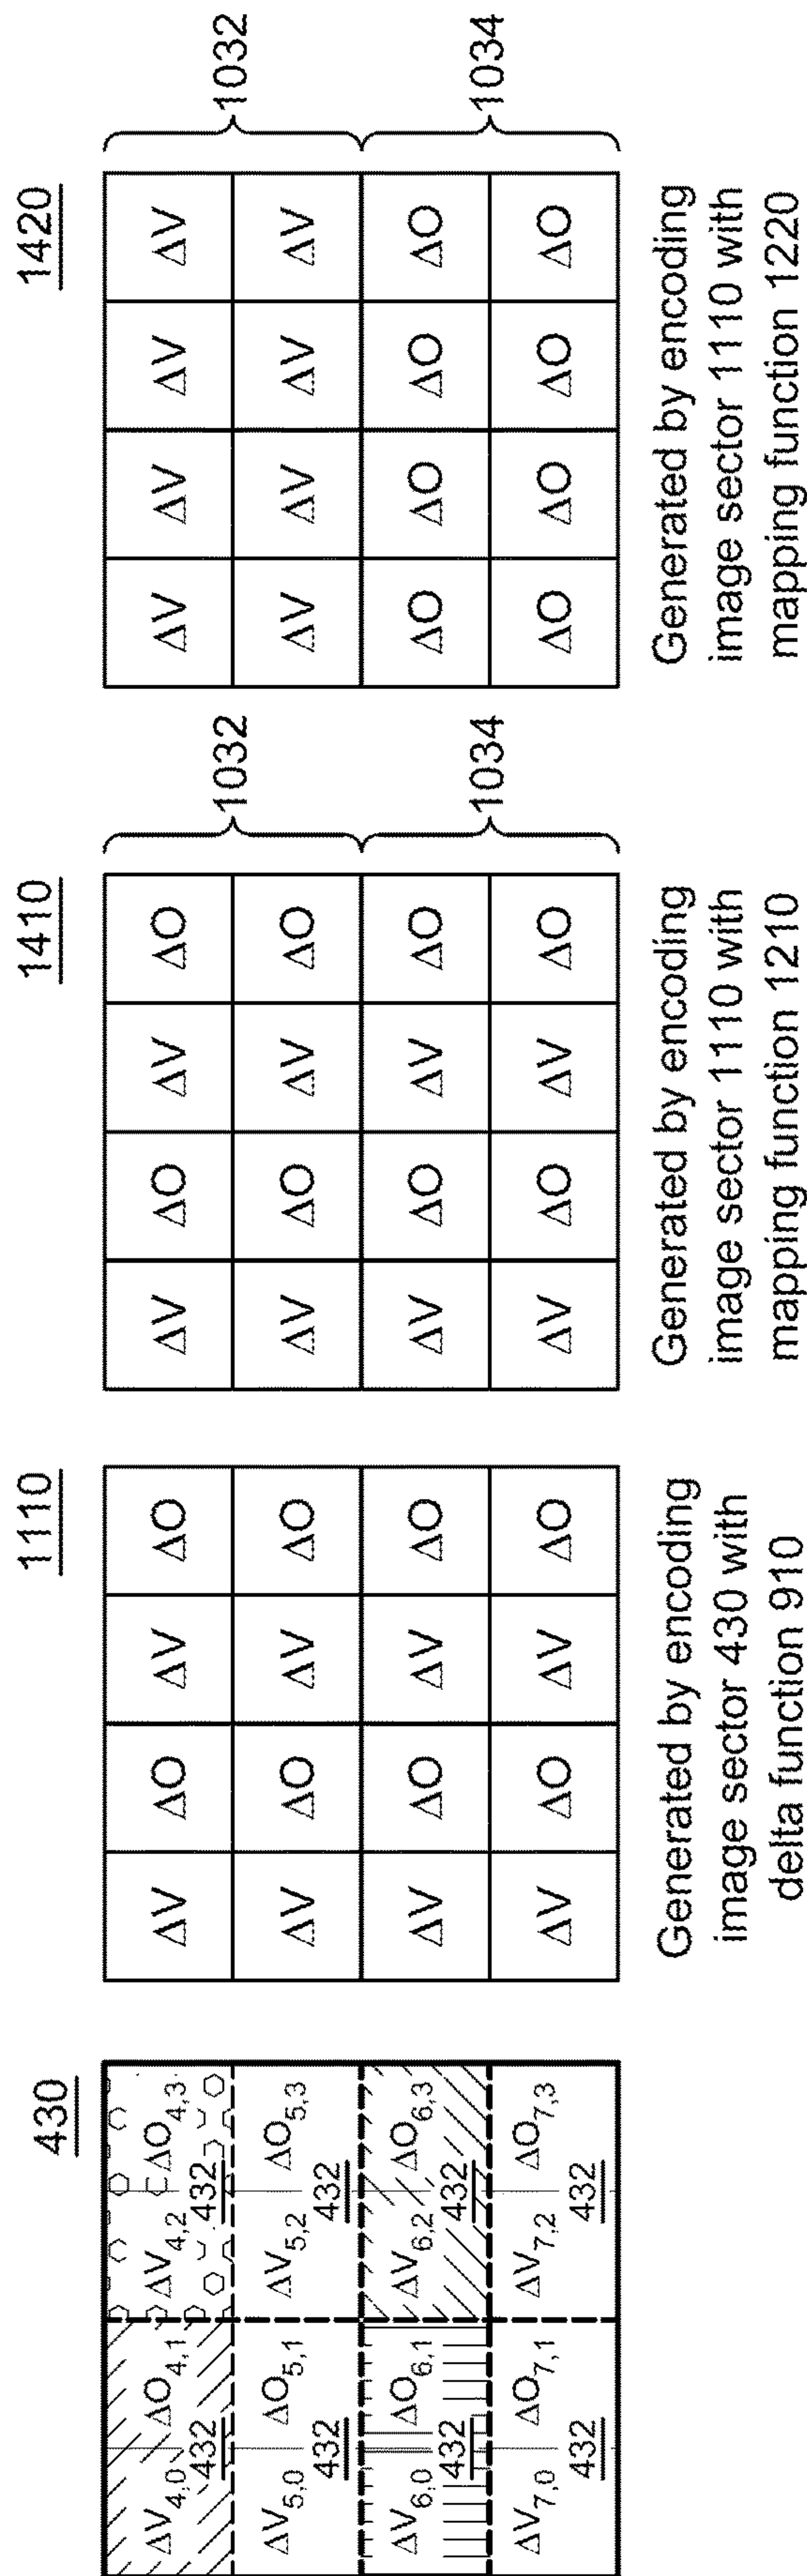 430
ΔV4,0 ΔO4,1 ΔV4,2 ΔO4,3
432 432
ΔV5,0 ΔO5,1 ΔV5,2 ΔO5,3
432 432
ΔV6,0 ΔO6,1 ΔV6,2 ΔO6,3
432 432
ΔV7,0 ΔO7,1 ΔV7,2 ΔO7,3
432 432
1110
ΔV ΔO ΔV ΔO
ΔV ΔO ΔV ΔO
ΔV ΔO ΔV ΔO
ΔV ΔO ΔV ΔO
Generated by encoding
image sector 430 with
delta function 910
1410
ΔV ΔO ΔV ΔO
ΔV ΔO ΔV ΔO
ΔV ΔO ΔV ΔO
ΔV ΔO ΔV ΔO
1032
1034
Generated by encoding
image sector 1110 with
mapping function 1210
1420
ΔV ΔV ΔV ΔV
ΔV ΔV ΔV ΔV
ΔO ΔO ΔO ΔO
ΔO ΔO ΔO ΔO
1032
1034
Generated by encoding
image sector 1110 with
mapping function 1220